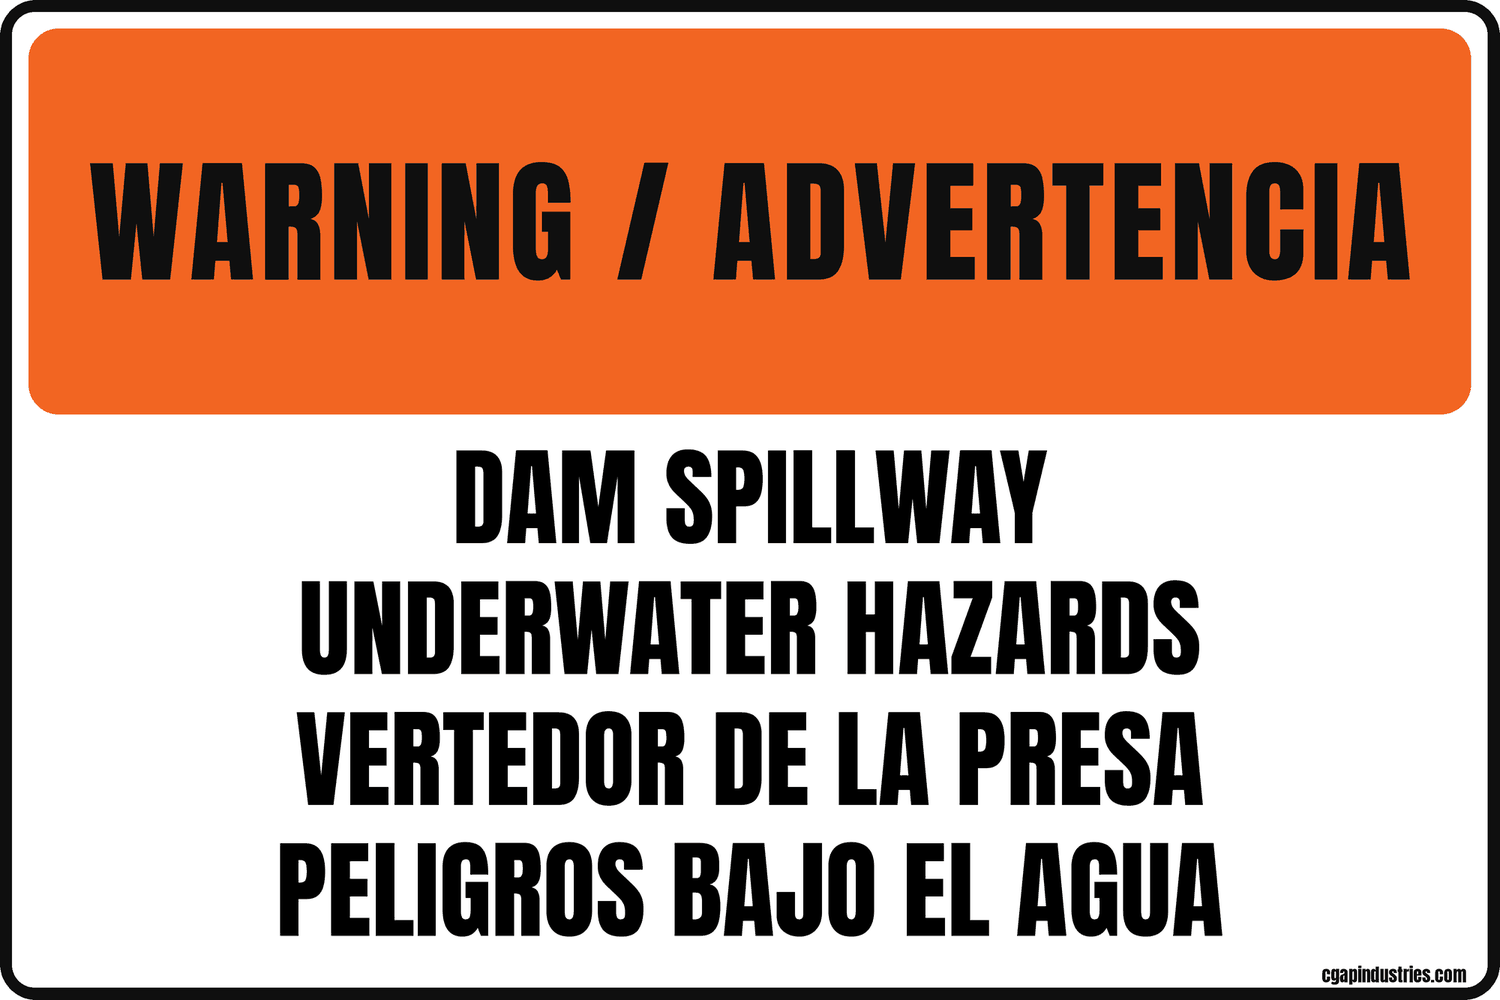 WARNING / ADVERTENCIA
DAM SPILLWAY
UNDERWATER HAZARDS
VERTEDOR DE LA PRESA
PELIGROS BAJO EL AGUA
cgapindustries.com